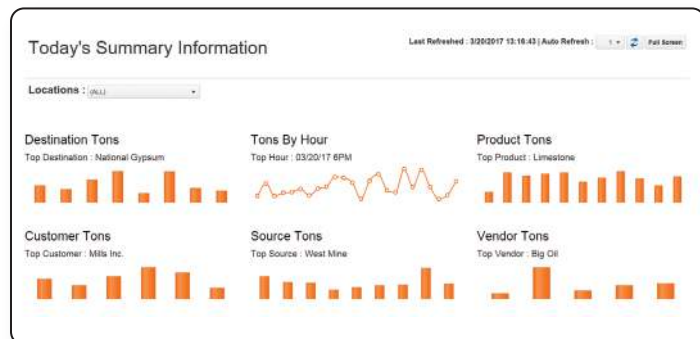 Today's Summary Information
Last Refreshed : 3/20/2017 13:16:43 | Auto Refresh : 1 Full Screen
Locations : (ALL)
Destination Tons
Top Destination : National Gypsum
Tons By Hour
Top Hour : 03/20/17 6PM
Product Tons
Top Product : Limestone
Customer Tons
Top Customer : Mills Inc.
Source Tons
Top Source : West Mine
Vendor Tons
Top Vendor : Big Oil